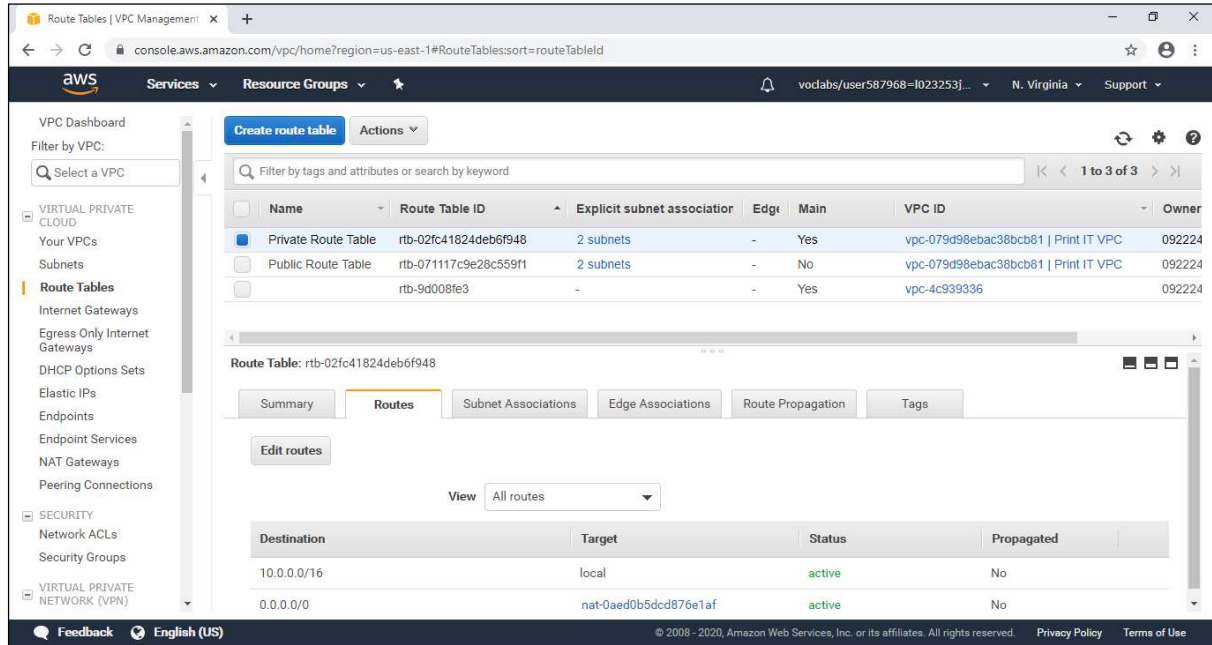 Route Tables | VPC Management
console.aws.amazon.com/vpc/home?region=us-east-1#RouteTables:sort=routeTableId
aws Services Resource Groups voclabs/user587968=l023253j... N. Virginia Support
VPC Dashboard
Filter by VPC:
Select a VPC
VIRTUAL PRIVATE
CLOUD
Your VPCs
Subnets
Route Tables
Internet Gateways
Egress Only Internet
Gateways
DHCP Options Sets
Elastic IPs
Endpoints
Endpoint Services
NAT Gateways
Peering Connections
SECURITY
Network ACLs
Security Groups
VIRTUAL PRIVATE
NETWORK (VPN)
Create route table Actions
Filter by tags and attributes or search by keyword 1 to 3 of 3
Name Route Table ID Explicit subnet association Edge Main VPC ID Owner
Private Route Table rtb-02fc41824deb6f948 2 subnets - Yes vpc-079d98ebac38bcb81 | Print IT VPC 092224
Public Route Table rtb-071117c9e28c559f1 2 subnets - No vpc-079d98ebac38bcb81 | Print IT VPC 092224
rtb-9d008fe3 - - Yes vpc-4c939336 092224
Route Table: rtb-02fc41824deb6f948
Summary Routes Subnet Associations Edge Associations Route Propagation Tags
Edit routes
View All routes
Destination Target Status Propagated
10.0.0.0/16 local active No
0.0.0.0/0 nat-0aed0b5dcd876e1af active No
Feedback English (US) © 2008 - 2020, Amazon Web Services, Inc. or its affiliates. All rights reserved. Privacy Policy Terms of Use